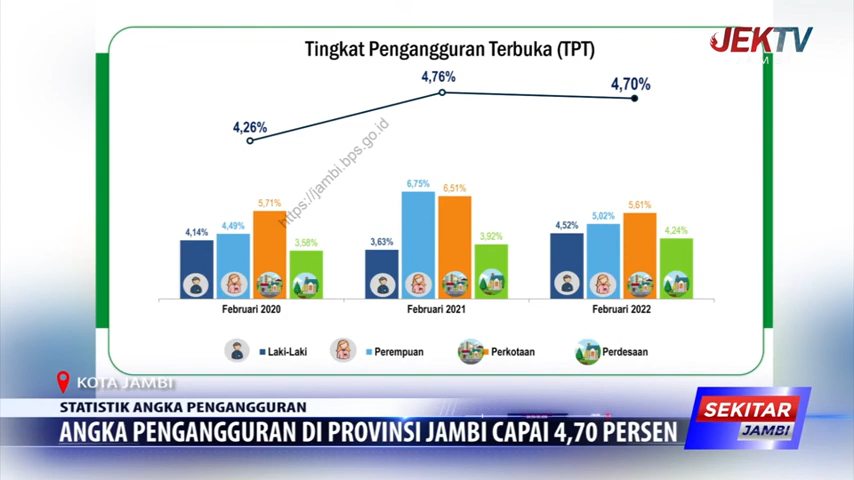 Tingkat Pengangguran Terbuka (TPT)
JEKTV
4,26%
4,76%
4,70%
https://jambi.bps.go.id
4,14%
4,49%
5,71%
3,58%
3,63%
6,75%
6,51%
3,92%
4,52%
5,02%
5,61%
4,24%
Februari 2020
Februari 2021
Februari 2022
Laki-Laki
Perempuan
Perkotaan
Perdesaan
KOTA JAMBI
STATISTIK ANGKA PENGANGGURAN
ANGKA PENGANGGURAN DI PROVINSI JAMBI CAPAI 4,70 PERSEN
SEKITAR
JAMBI